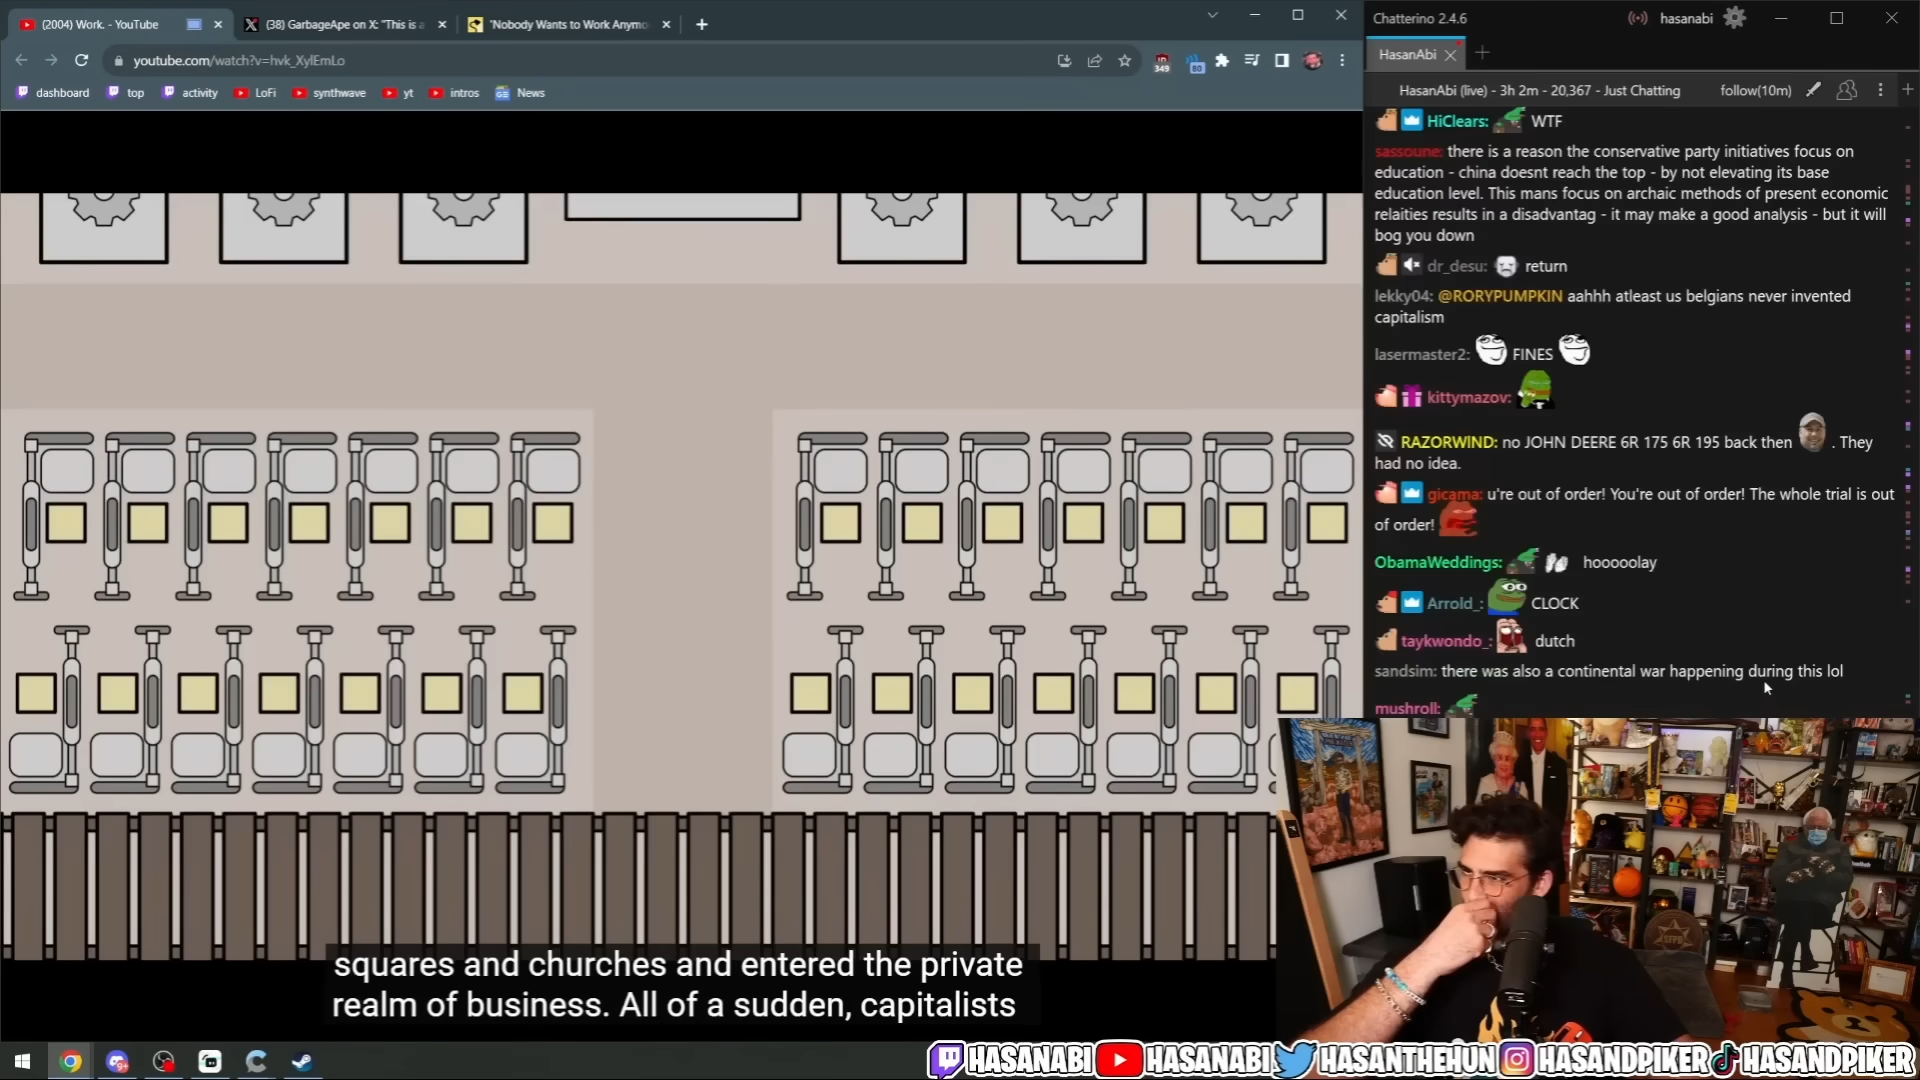 (2004) Work. - YouTube
(38) GarbageApe on X: "This is a
'Nobody Wants to Work Anymo
youtube.com/watch?v=hvk_XylEmLo
349
80
dashboard
top
activity
LoFi
synthwave
yt
intros
News
squares and churches and entered the private
realm of business. All of a sudden, capitalists
Chatterino 2.4.6
hasanabi
HasanAbi
HasanAbi (live) - 3h 2m - 20,367 - Just Chatting
follow(10m)
HiClears: WTF
sassoune: there is a reason the conservative party initiatives focus on
education - china doesnt reach the top - by not elevating its base
education level. This mans focus on archaic methods of present economic
relaities results in a disadvantag - it may make a good analysis - but it will
bog you down
dr_desu: return
lekky04: @RORYPUMPKIN aahhh atleast us belgians never invented
capitalism
lasermaster2: FINES
kittymazov:
RAZORWIND: no JOHN DEERE 6R 175 6R 195 back then . They
had no idea.
gicama: u're out of order! You're out of order! The whole trial is out
of order!
ObamaWeddings: hooooolay
Arrold_: CLOCK
taykwondo_: dutch
sandsim: there was also a continental war happening during this lol
mushroll:
HASANABI
HASANABI
HASANTHEHUN
HASANDPIKER
HASANDPIKER